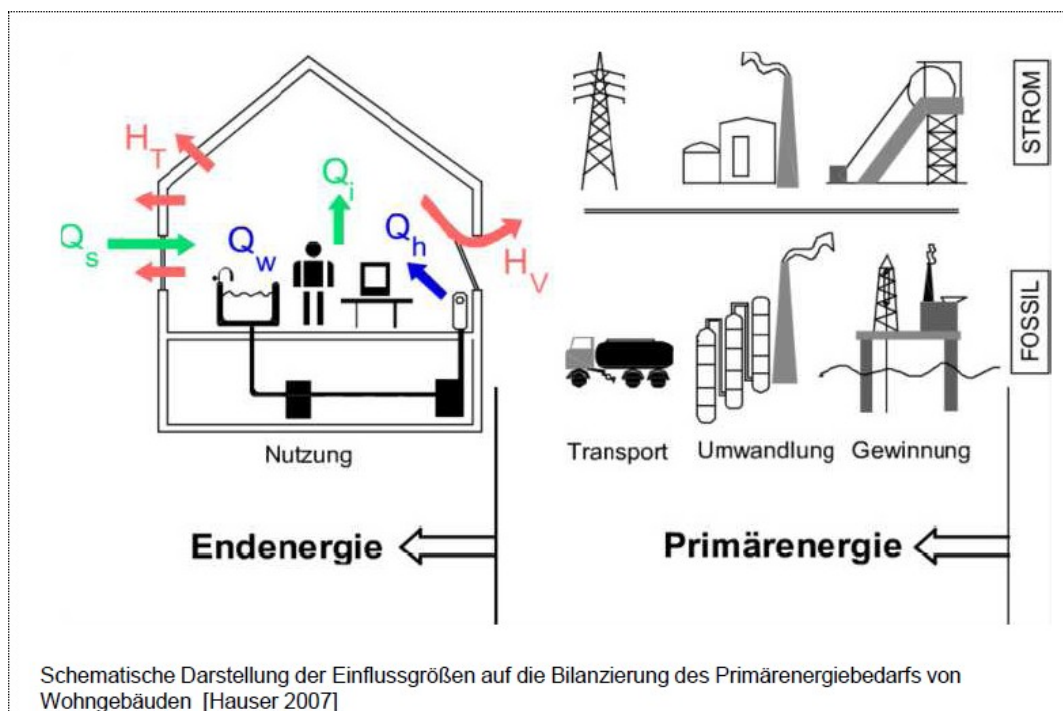 H_T
Q_s
Q_w
Q_i
Q_h
H_V
Nutzung
Endenergie
STROM
FOSSIL
Transport Umwandlung Gewinnung
Primärenergie
Schematische Darstellung der Einflussgrößen auf die Bilanzierung des Primärenergiebedarfs von
Wohngebäuden [Hauser 2007]